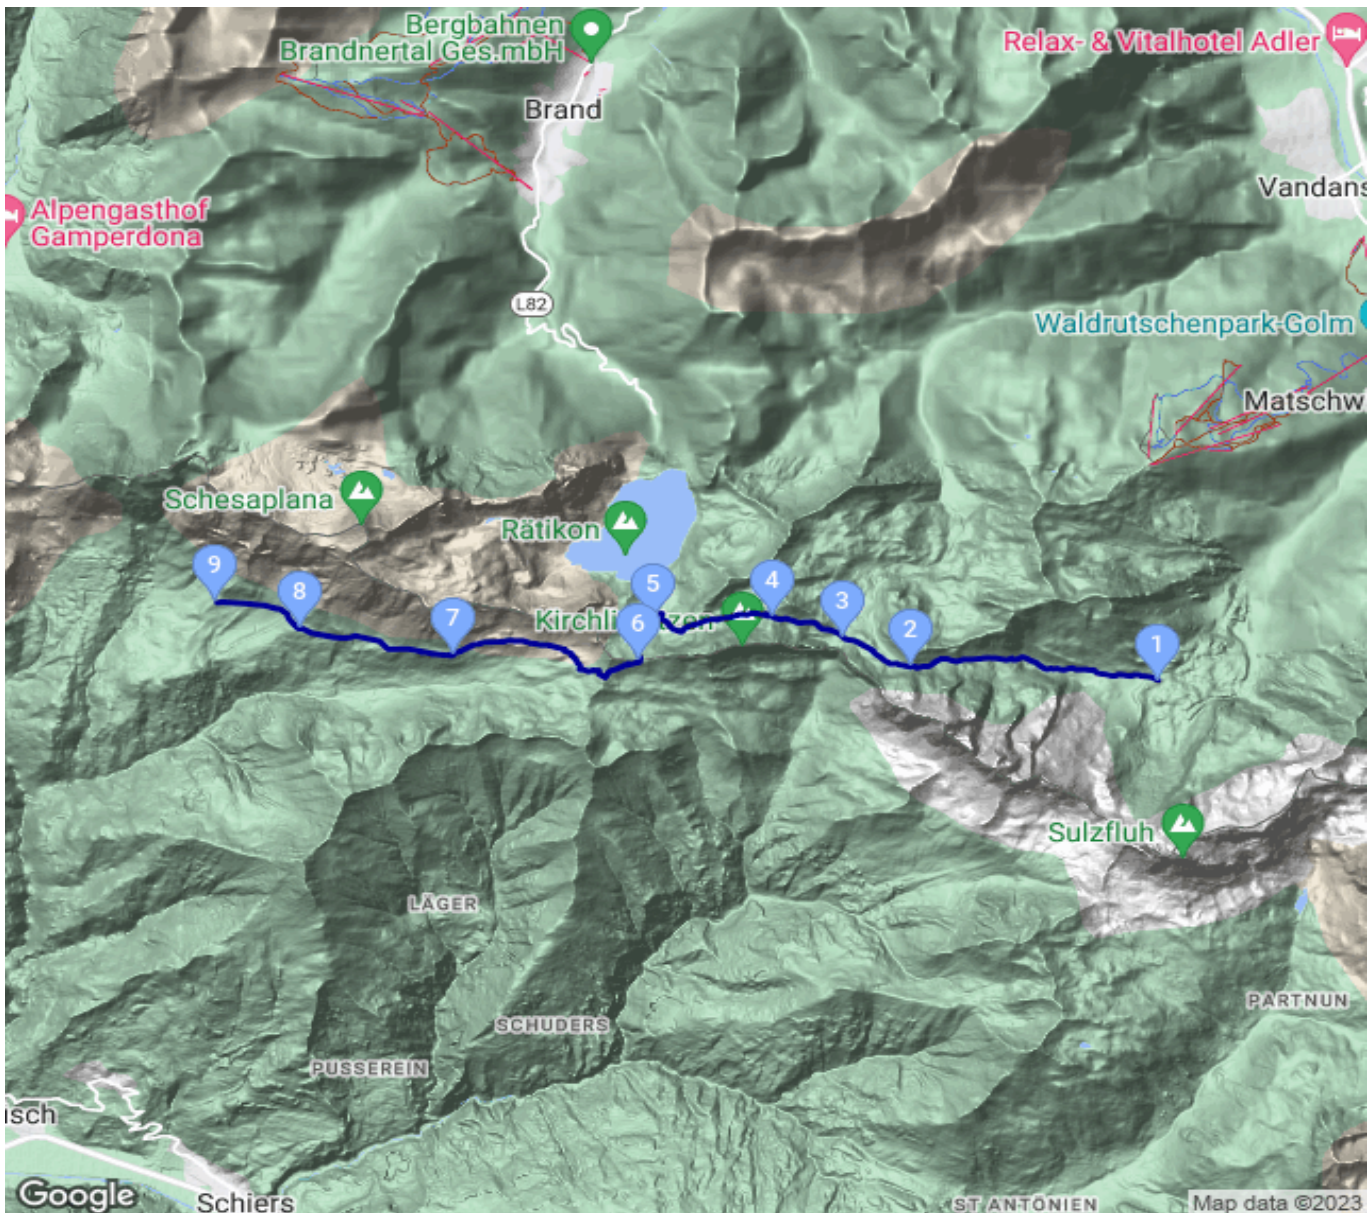 Bergbahnen
Brandnertal Ges.mbH
Relax- & Vitalhotel Adler
Brand
Vandans
Alpengasthof
Gamperdona
L82
Waldrutschenpark-Golm
Matschw
Schesaplana
Rätikon
9
8
7
5
6
4
3
2
1
Sulzfluh
LÄGER
PARTNUN
SCHUDERS
PUSSEREIN
usch
Google
Schiers
ST ANTÖNIEN
Map data ©2023